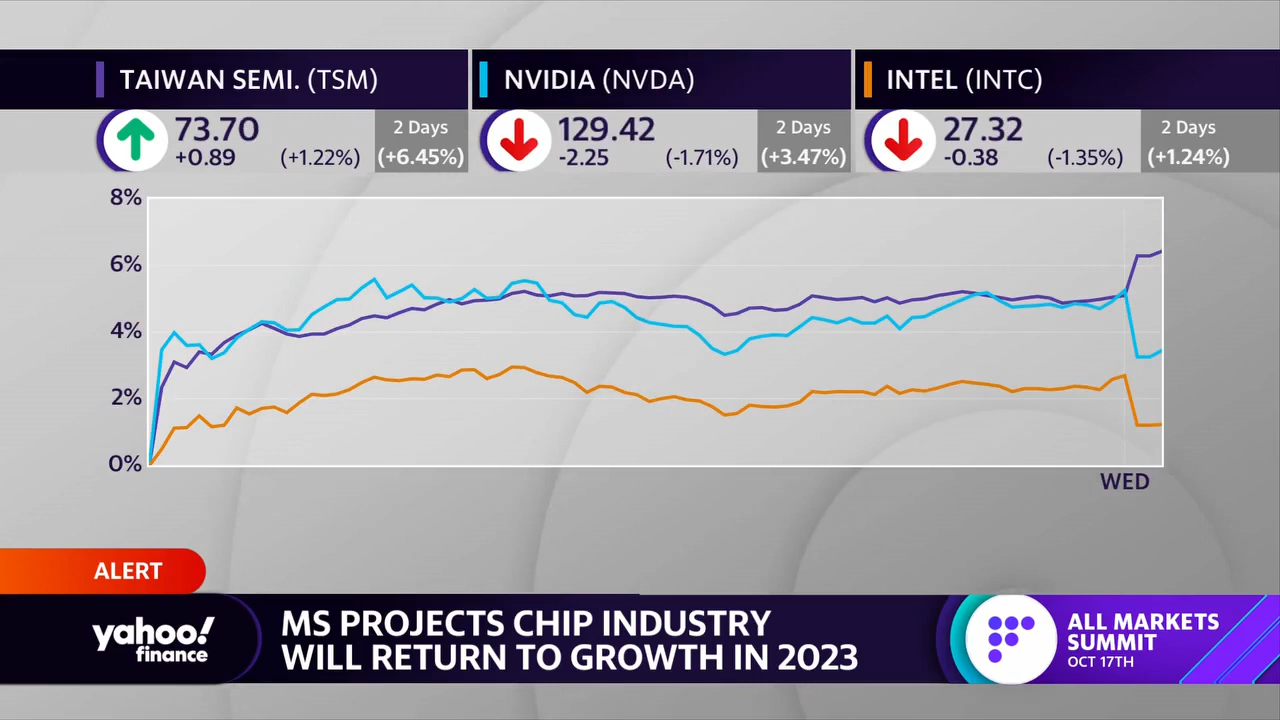 TAIWAN SEMI. (TSM)
73.70
+0.89 (+1.22%)
2 Days
(+6.45%)
NVIDIA (NVDA)
129.42
-2.25 (-1.71%)
2 Days
(+3.47%)
INTEL (INTC)
27.32
-0.38 (-1.35%)
2 Days
(+1.24%)
8%
6%
4%
2%
0%
WED
ALERT
yahoo!
finance
MS PROJECTS CHIP INDUSTRY
WILL RETURN TO GROWTH IN 2023
ALL MARKETS
SUMMIT
OCT 17TH